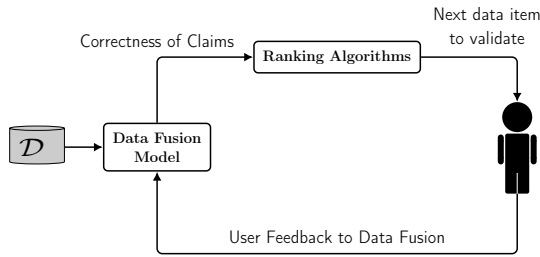 Next data item
to validate
Correctness of Claims
Ranking Algorithms
𝒟
Data Fusion
Model
User Feedback to Data Fusion